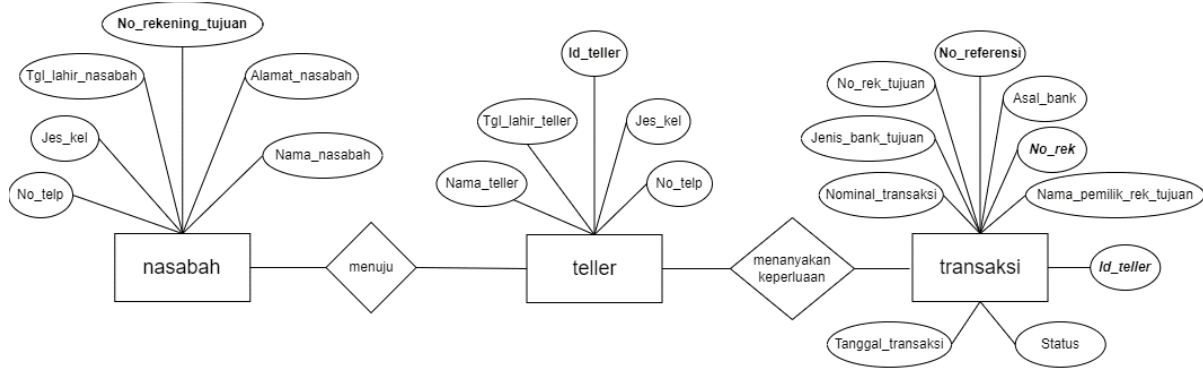 No_rekening_tujuan
Tgl_lahir_nasabah
Alamat_nasabah
Jes_kel
Nama_nasabah
No_telp
nasabah
menuju
Id_teller
Tgl_lahir_teller
Jes_kel
Nama_teller
No_telp
teller
menanyakan
keperluaan
No_referensi
No_rek_tujuan
Asal_bank
Jenis_bank_tujuan
No_rek
Nominal_transaksi
Nama_pemilik_rek_tujuan
transaksi
Id_teller
Tanggal_transaksi
Status